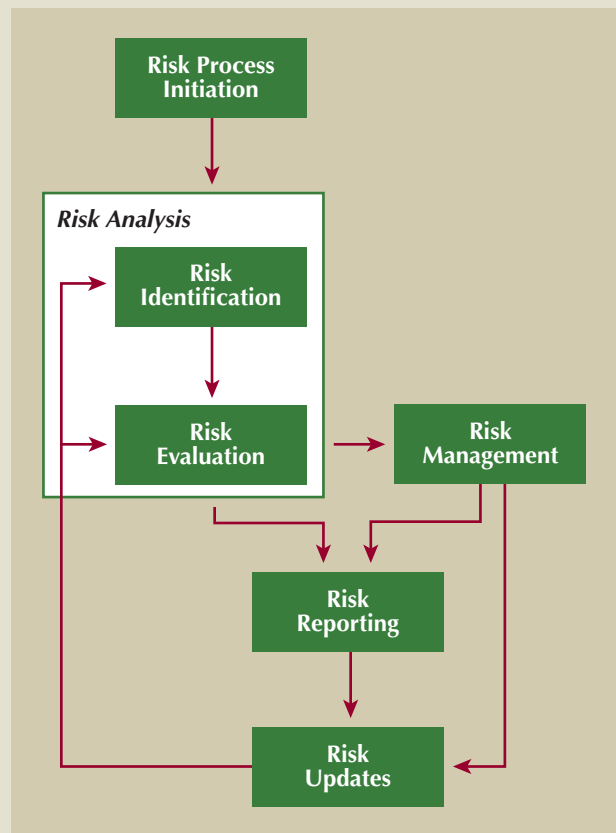 Risk Process
Initiation
Risk Analysis
Risk
Identification
Risk
Evaluation
Risk
Management
Risk
Reporting
Risk
Updates